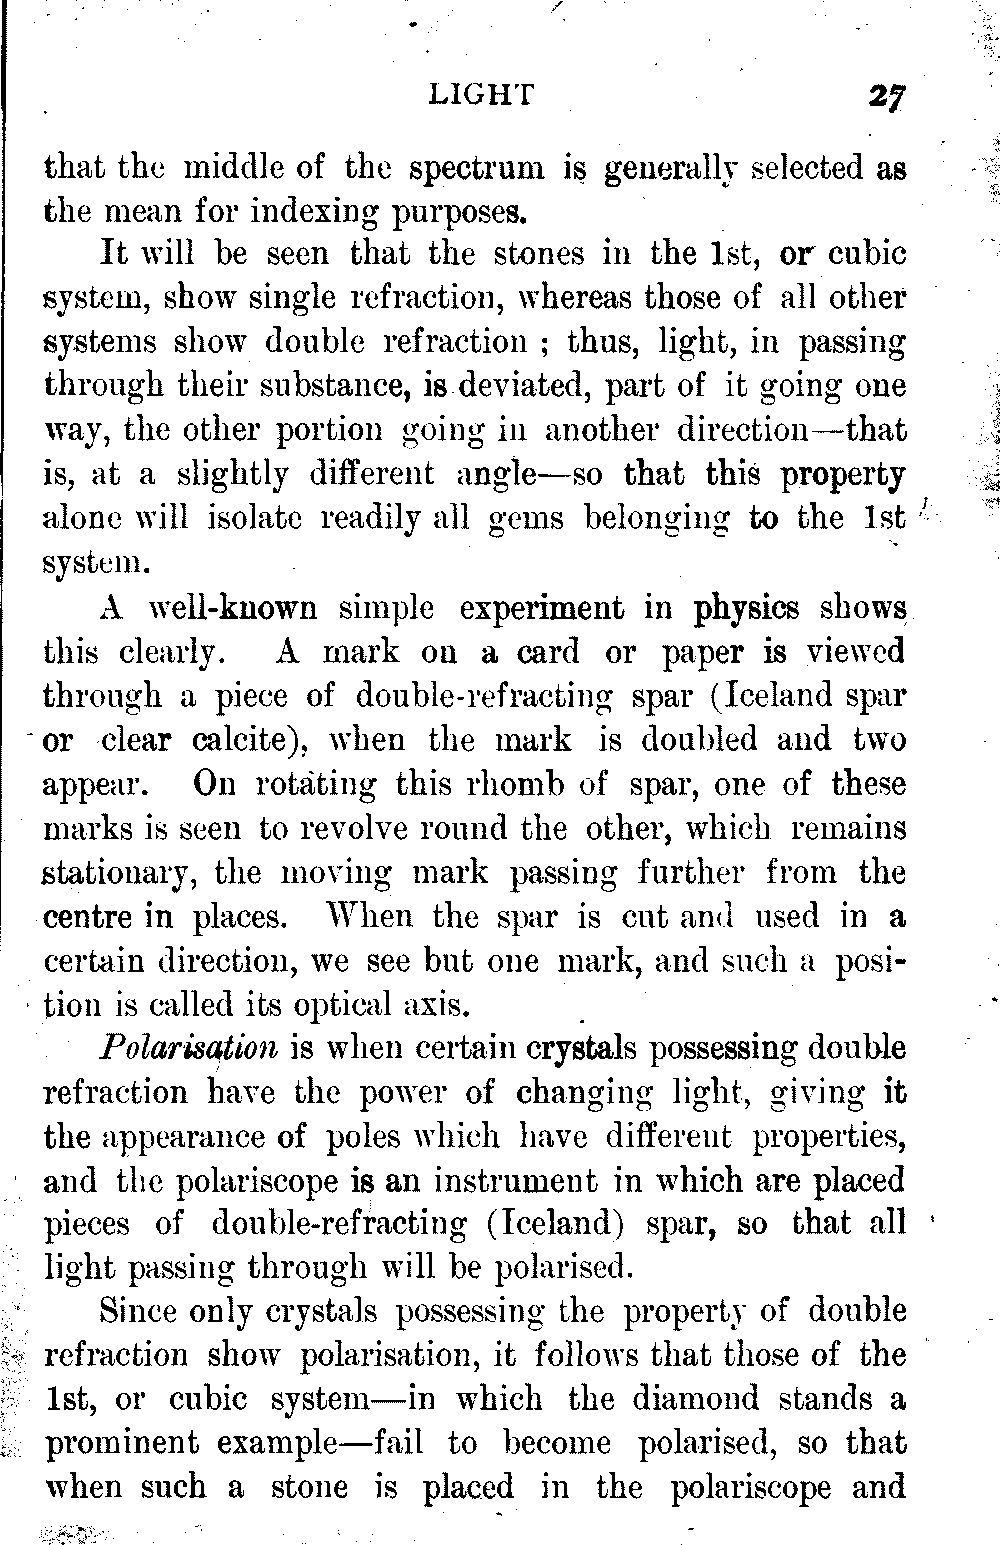 LIGHT 27
that the middle of the spectrum is generally selected as
the mean for indexing purposes.
It will be seen that the stones in the 1st, or cubic
system, show single refraction, whereas those of all other
systems show double refraction ; thus, light, in passing
through their substance, is deviated, part of it going one
way, the other portion going in another direction—that
is, at a slightly different angle—so that this property
alone will isolate readily all gems belonging to the 1st
system.
A well-known simple experiment in physics shows
this clearly. A mark on a card or paper is viewed
through a piece of double-refracting spar (Iceland spar
or clear calcite), when the mark is doubled and two
appear. On rotating this rhomb of spar, one of these
marks is seen to revolve round the other, which remains
stationary, the moving mark passing further from the
centre in places. When the spar is cut and used in a
certain direction, we see but one mark, and such a posi-
tion is called its optical axis.
Polarisation is when certain crystals possessing double
refraction have the power of changing light, giving it
the appearance of poles which have different properties,
and the polariscope is an instrument in which are placed
pieces of double-refracting (Iceland) spar, so that all
light passing through will be polarised.
Since only crystals possessing the property of double
refraction show polarisation, it follows that those of the
1st, or cubic system—in which the diamond stands a
prominent example—fail to become polarised, so that
when such a stone is placed in the polariscope and